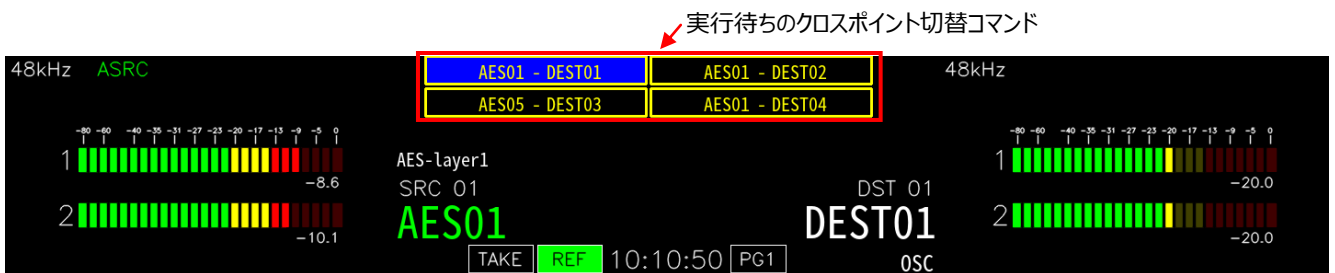 実行待ちのクロスポイント切替コマンド
48kHz ASRC
AES01 - DEST01 AES01 - DEST02
48kHz
AES05 - DEST03 AES01 - DEST04
-80 -60 -40 -35 -31 -27 -23 -20 -17 -13 -9 -5 0
1
-8.6
2
-10.1
AES-layer1
SRC 01 DST 01
AES01 DEST01
TAKE REF 10:10:50 PG1 OSC
-80 -60 -40 -35 -31 -27 -23 -20 -17 -13 -9 -5 0
1
-20.0
2
-20.0